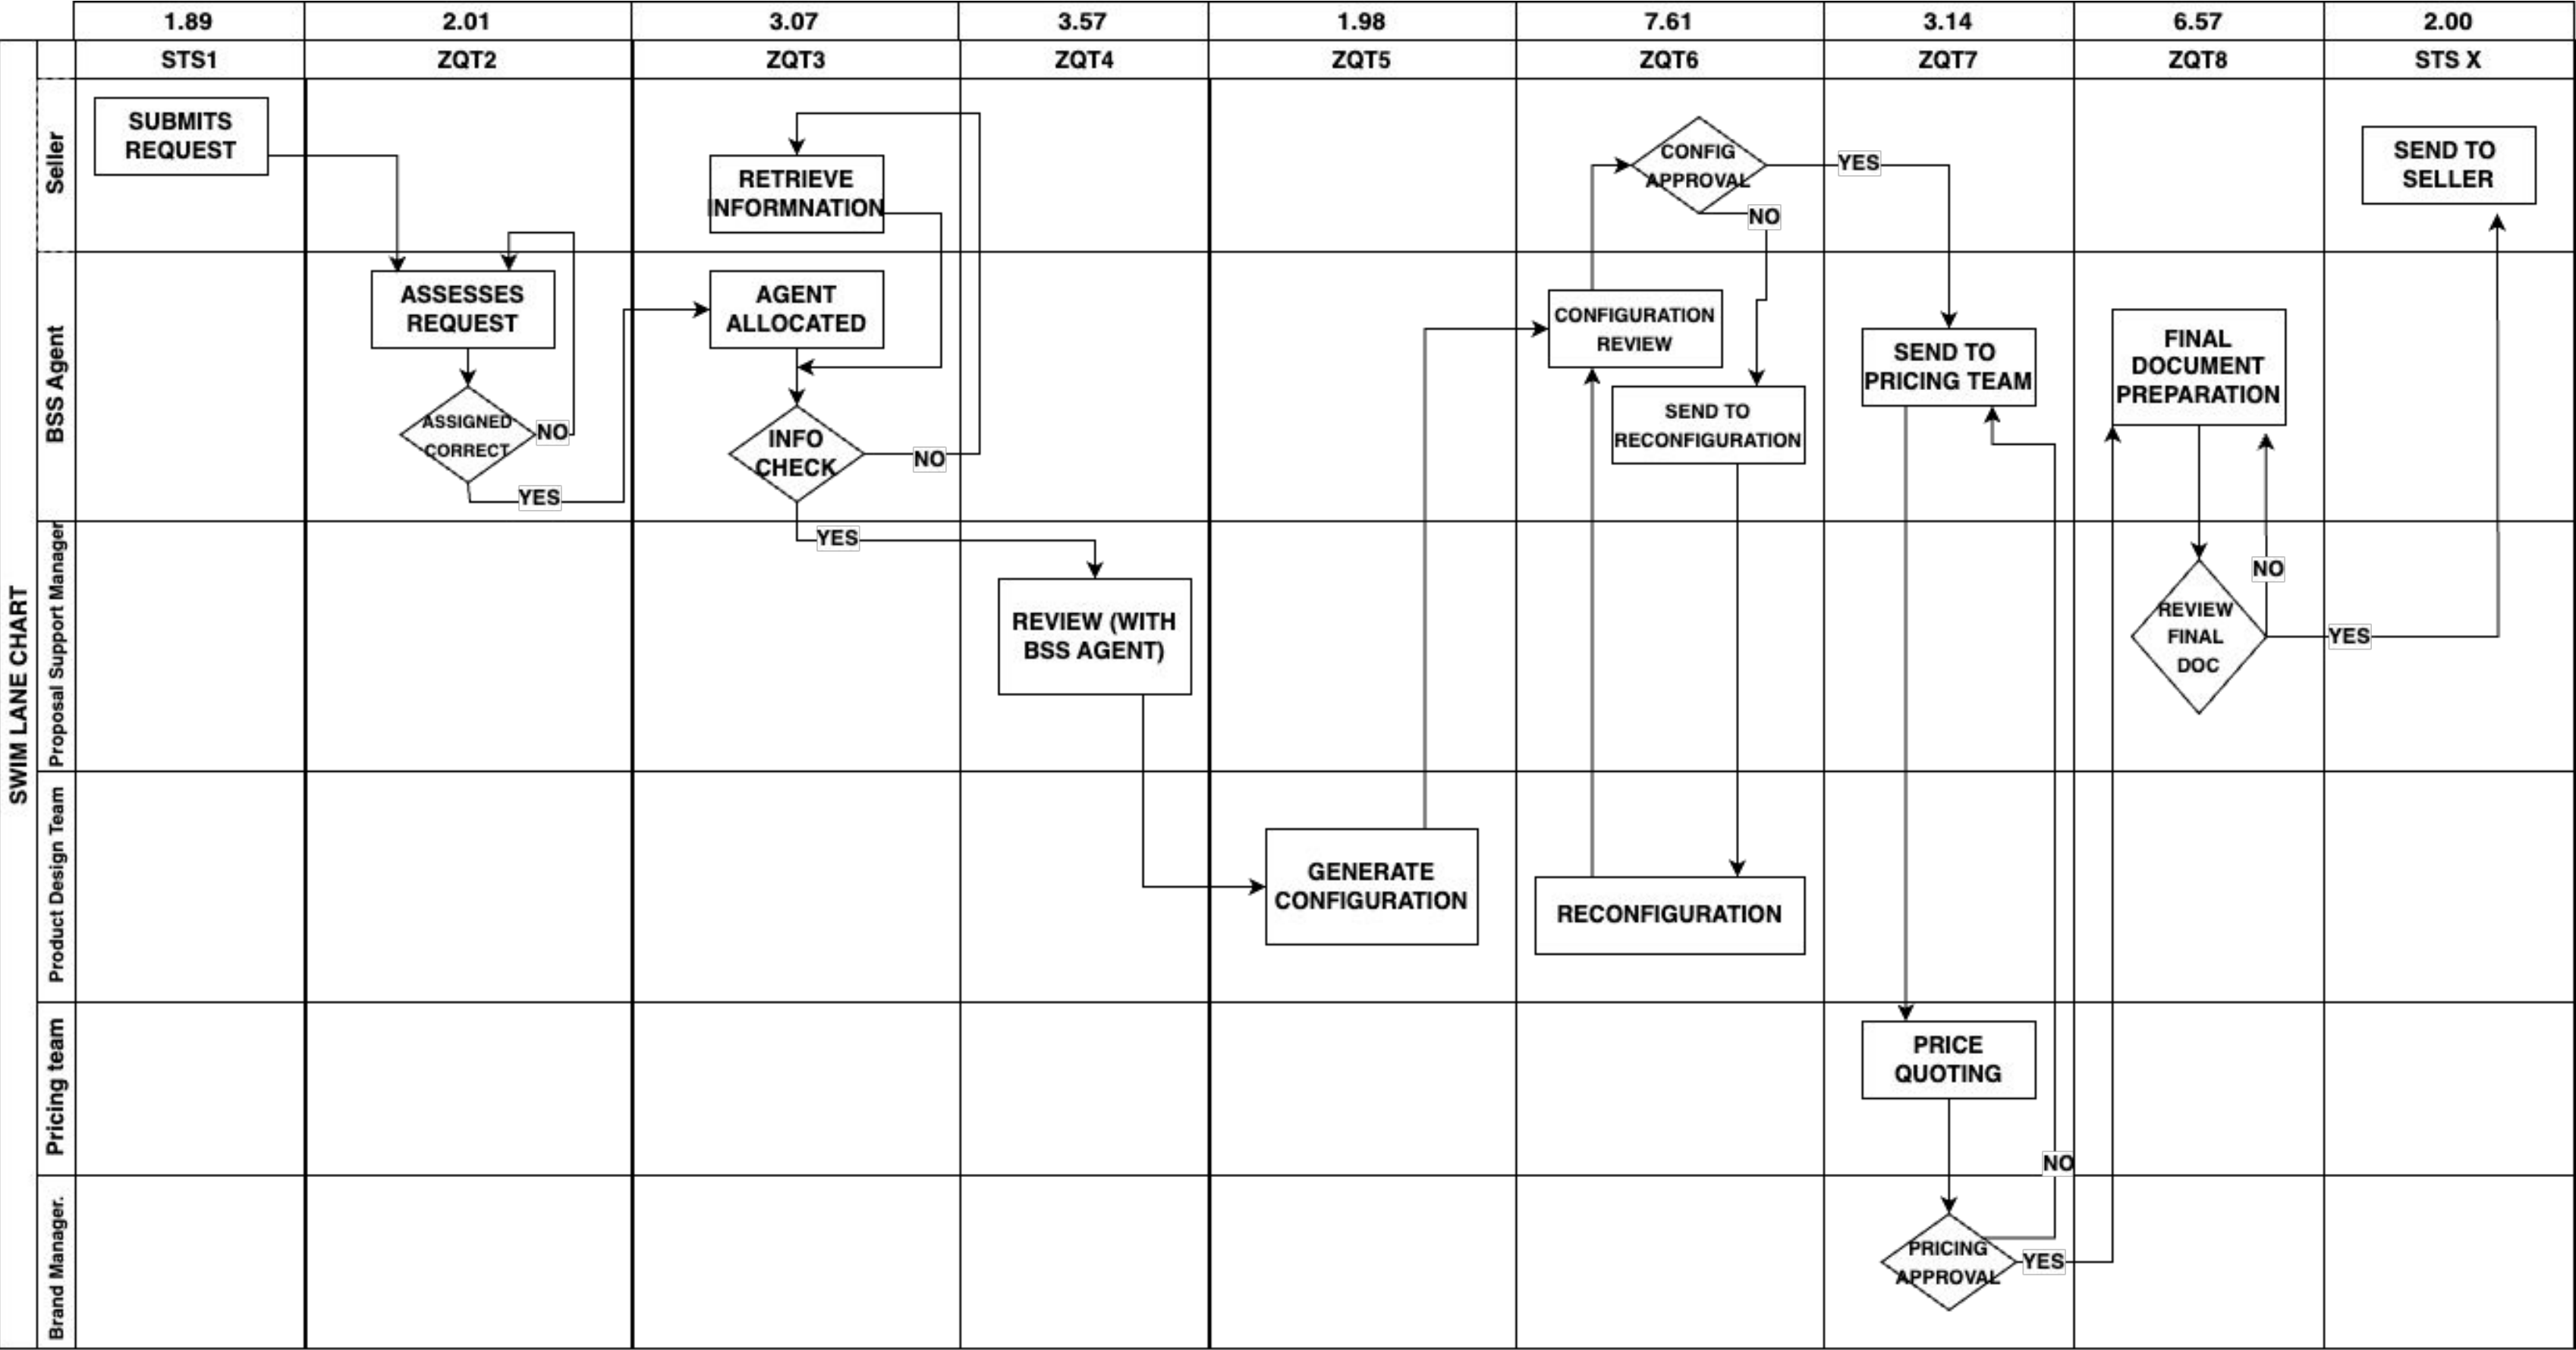 1.89
2.01
3.07
3.57
1.98
7.61
3.14
6.57
2.00
STS1
ZQT2
ZQT3
ZQT4
ZQT5
ZQT6
ZQT7
ZQT8
STS X
SWIM LANE CHART
Seller
SUBMITS
REQUEST
RETRIEVE
INFORMNATION
CONFIG
APPROVAL
YES
NO
SEND TO
SELLER
BSS Agent
ASSESSES
REQUEST
ASSIGNED
CORRECT
NO
YES
AGENT
ALLOCATED
INFO
CHECK
NO
CONFIGURATION
REVIEW
SEND TO
RECONFIGURATION
SEND TO
PRICING TEAM
FINAL
DOCUMENT
PREPARATION
Proposal Support Manager
YES
REVIEW (WITH
BSS AGENT)
NO
REVIEW
FINAL
DOC
YES
Product Design Team
GENERATE
CONFIGURATION
RECONFIGURATION
Pricing team
PRICE
QUOTING
NO
Brand Manager.
PRICING
APPROVAL
YES